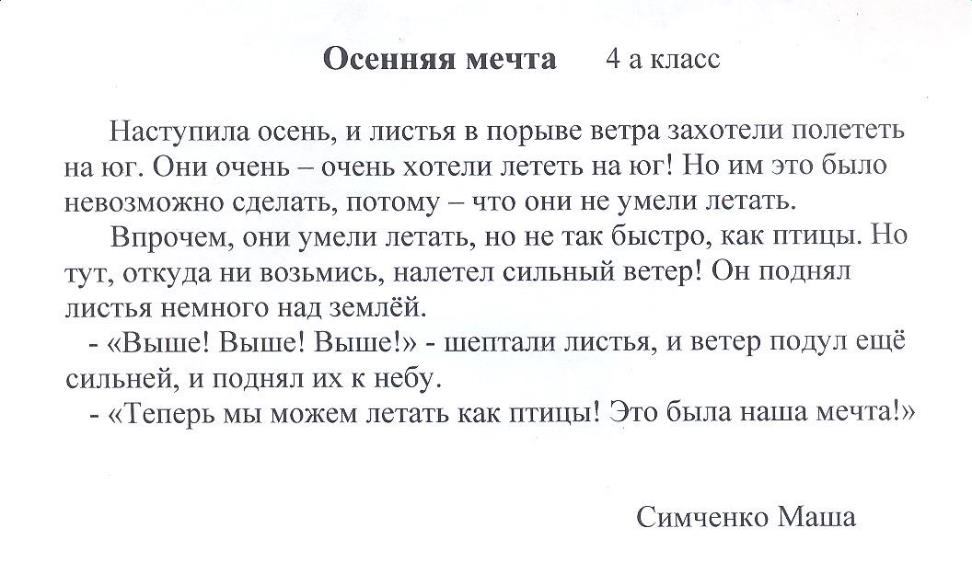 Осенняя мечта 4 а класс
Наступила осень, и листья в порыве ветра захотели полететь
на юг. Они очень – очень хотели лететь на юг! Но им это было
невозможно сделать, потому – что они не умели летать.
Впрочем, они умели летать, но не так быстро, как птицы. Но
тут, откуда ни возьмись, налетел сильный ветер! Он поднял
листья немного над землёй.
- «Выше! Выше! Выше!» - шептали листья, и ветер подул ещё
сильней, и поднял их к небу.
- «Теперь мы можем летать как птицы! Это была наша мечта!»
Симченко Маша